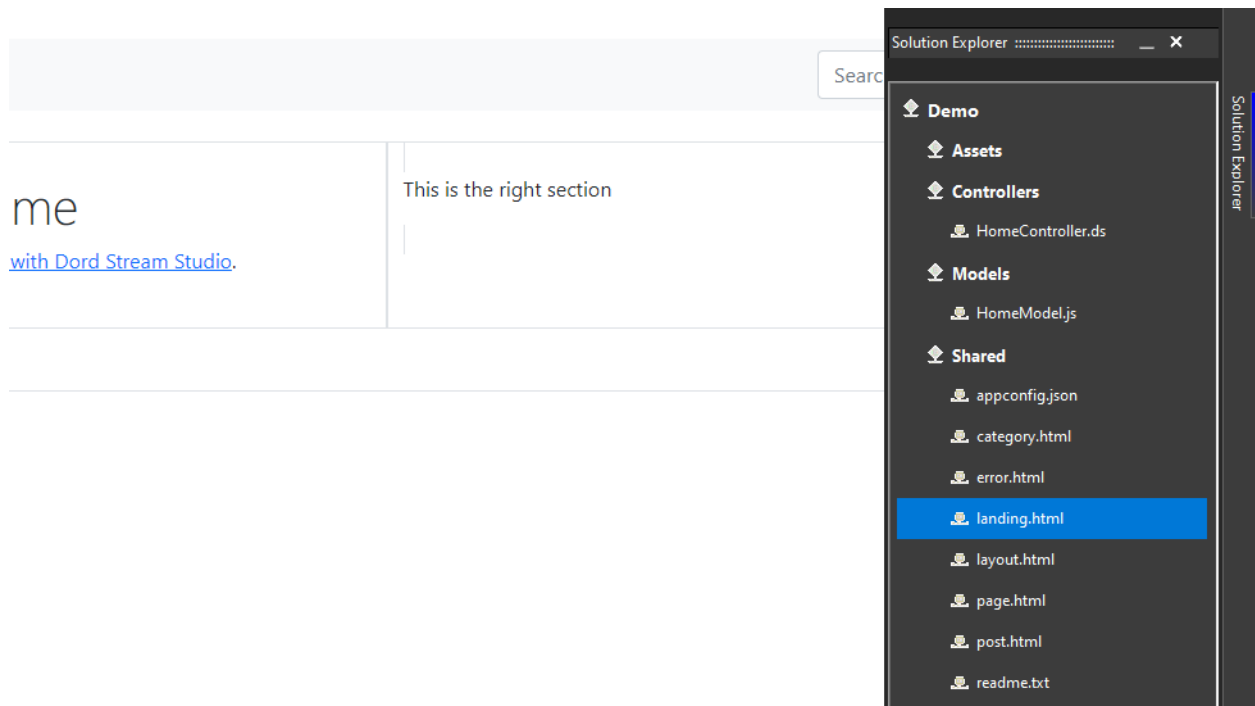 Searc
me
with Dord Stream Studio.
This is the right section
Solution Explorer
Demo
Assets
Controllers
HomeController.ds
Models
HomeModel.js
Shared
appconfig.json
category.html
error.html
landing.html
layout.html
page.html
post.html
readme.txt
Solution Explorer